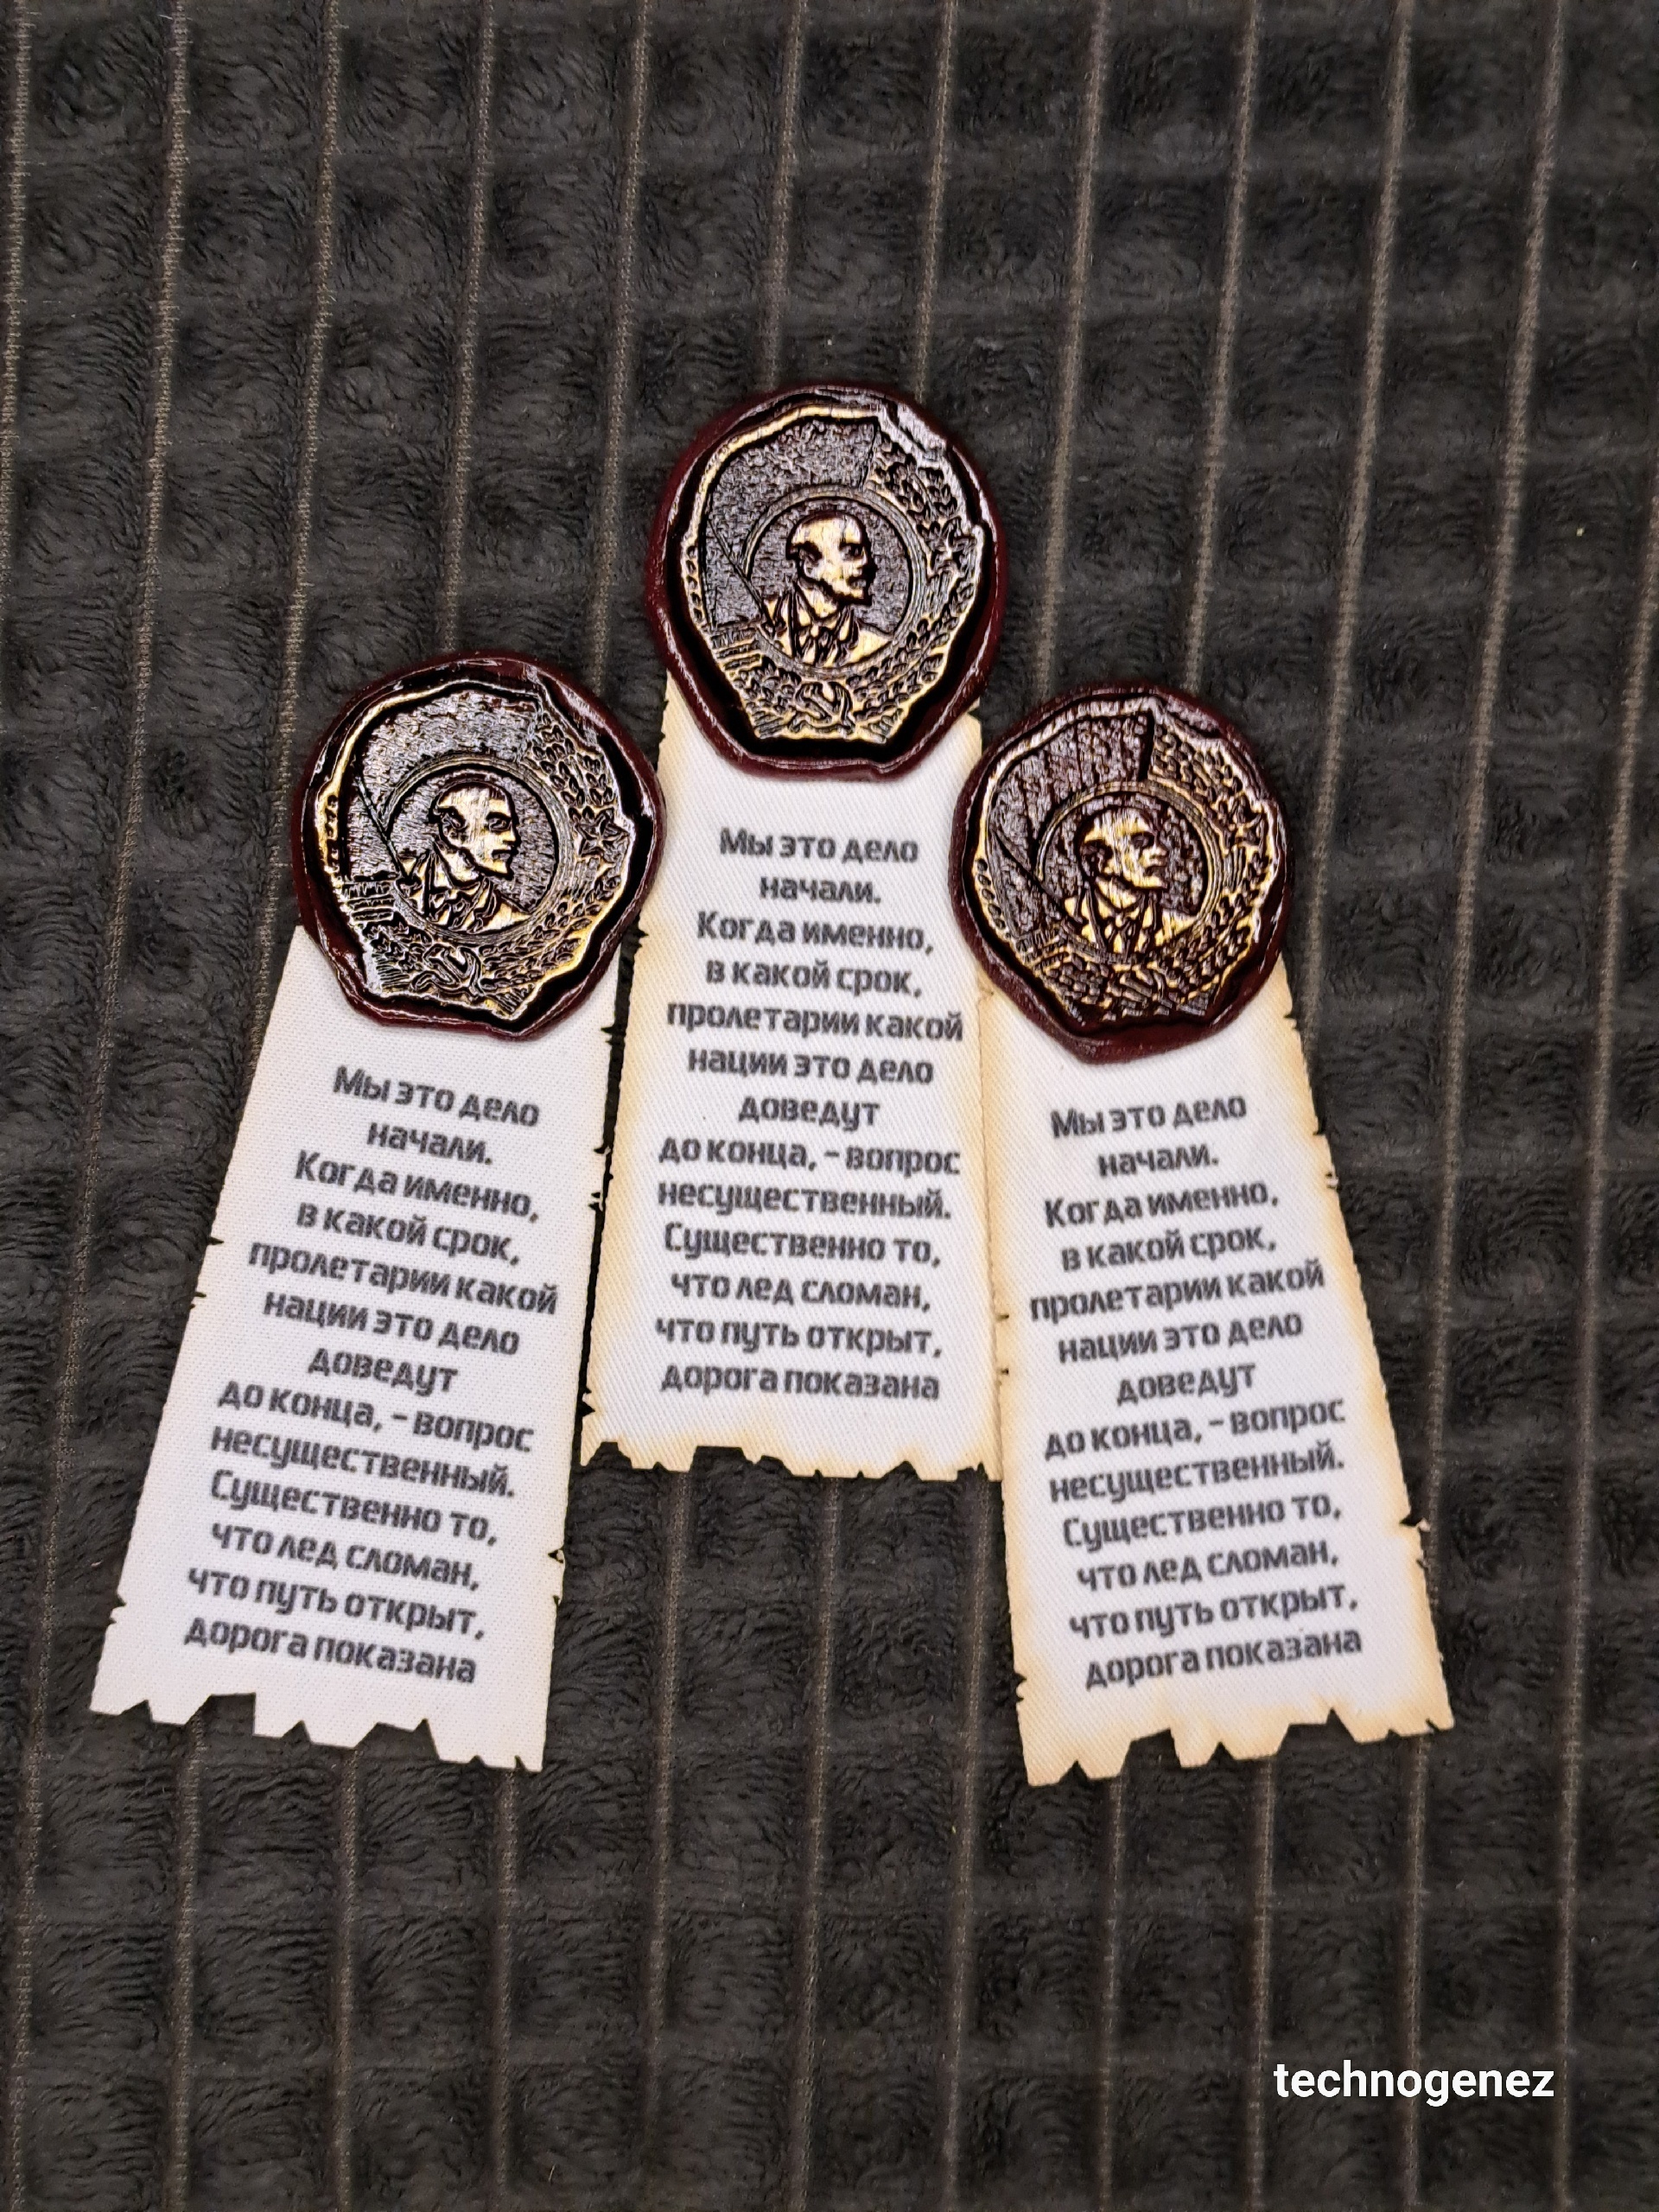 Мы это дело
начали.
Когда именно,
в какой срок,
пролетарии какой
нации это дело
доведут
до конца, - вопрос
несущественный.
Существенно то,
что лед сломан,
что путь открыт,
дорога показана
Мы это дело
начали.
Когда именно,
в какой срок,
пролетарии какой
нации это дело
доведут
до конца, - вопрос
несущественный.
Существенно то,
что лед сломан,
что путь открыт,
дорога показана
Мы это дело
начали.
Когда именно,
в какой срок,
пролетарии какой
нации это дело
доведут
до конца, - вопрос
несущественный.
Существенно то,
что лед сломан,
что путь открыт,
дорога показана
technogenez